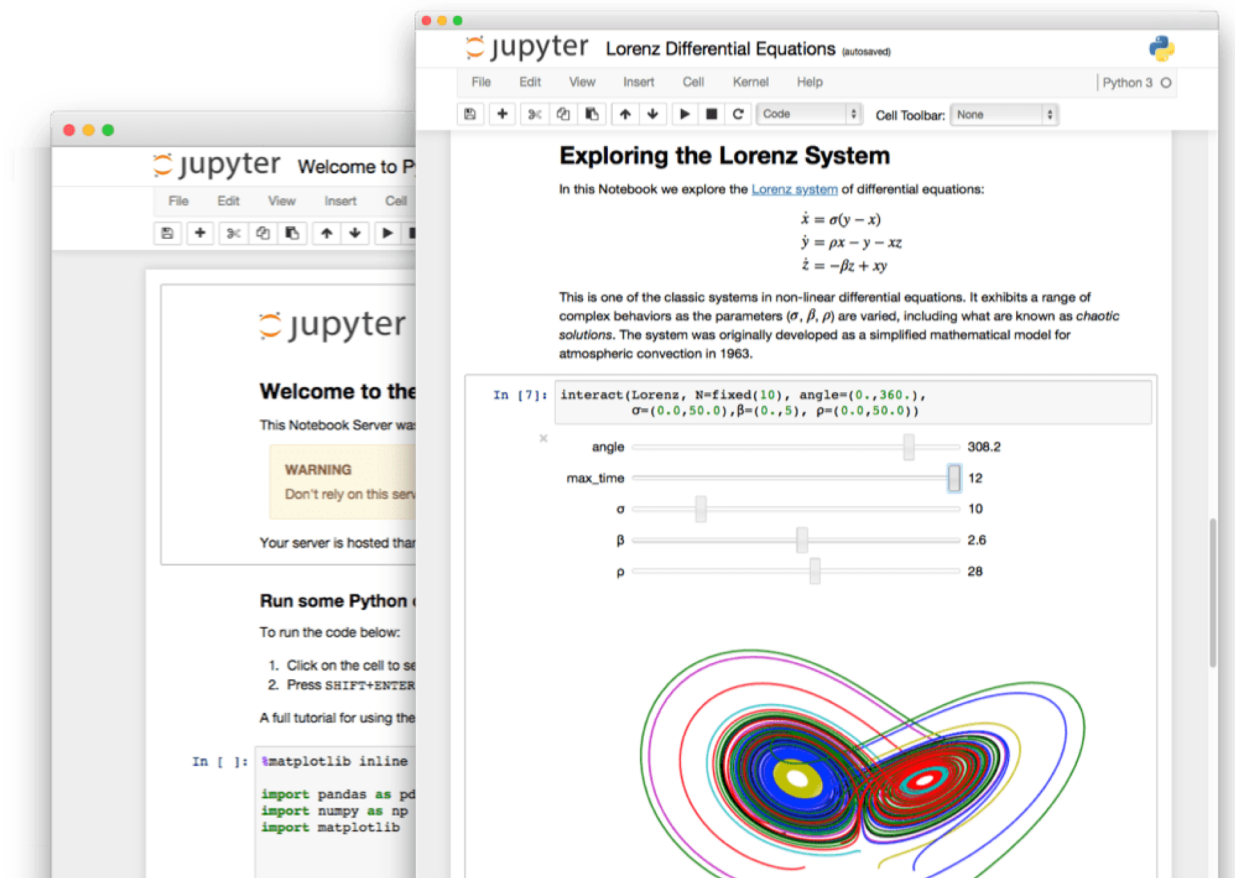 jupyter Lorenz Differential Equations (autosaved)
File Edit View Insert Cell Kernel Help
Python 3
Code Cell Toolbar: None
Exploring the Lorenz System
In this Notebook we explore the Lorenz system of differential equations:
ẋ = σ(y − x)
ẏ = ρx − y − xz
ż = −βz + xy
This is one of the classic systems in non-linear differential equations. It exhibits a range of
complex behaviors as the parameters (σ, β, ρ) are varied, including what are known as chaotic
solutions. The system was originally developed as a simplified mathematical model for
atmospheric convection in 1963.
In [7]: interact(Lorenz, N=fixed(10), angle=(0.,360.),
σ=(0.0,50.0),β=(0.,5), ρ=(0.0,50.0))
angle 308.2
max_time 12
σ 10
β 2.6
ρ 28
jupyter Welcome to P
File Edit View Insert Cell
jupyter
Welcome to the
This Notebook Server was
WARNING
Don't rely on this serv
Your server is hosted than
Run some Python
To run the code below:
1. Click on the cell to se
2. Press SHIFT+ENTER
A full tutorial for using the
In [ ]: %matplotlib inline
import pandas as pd
import numpy as np
import matplotlib